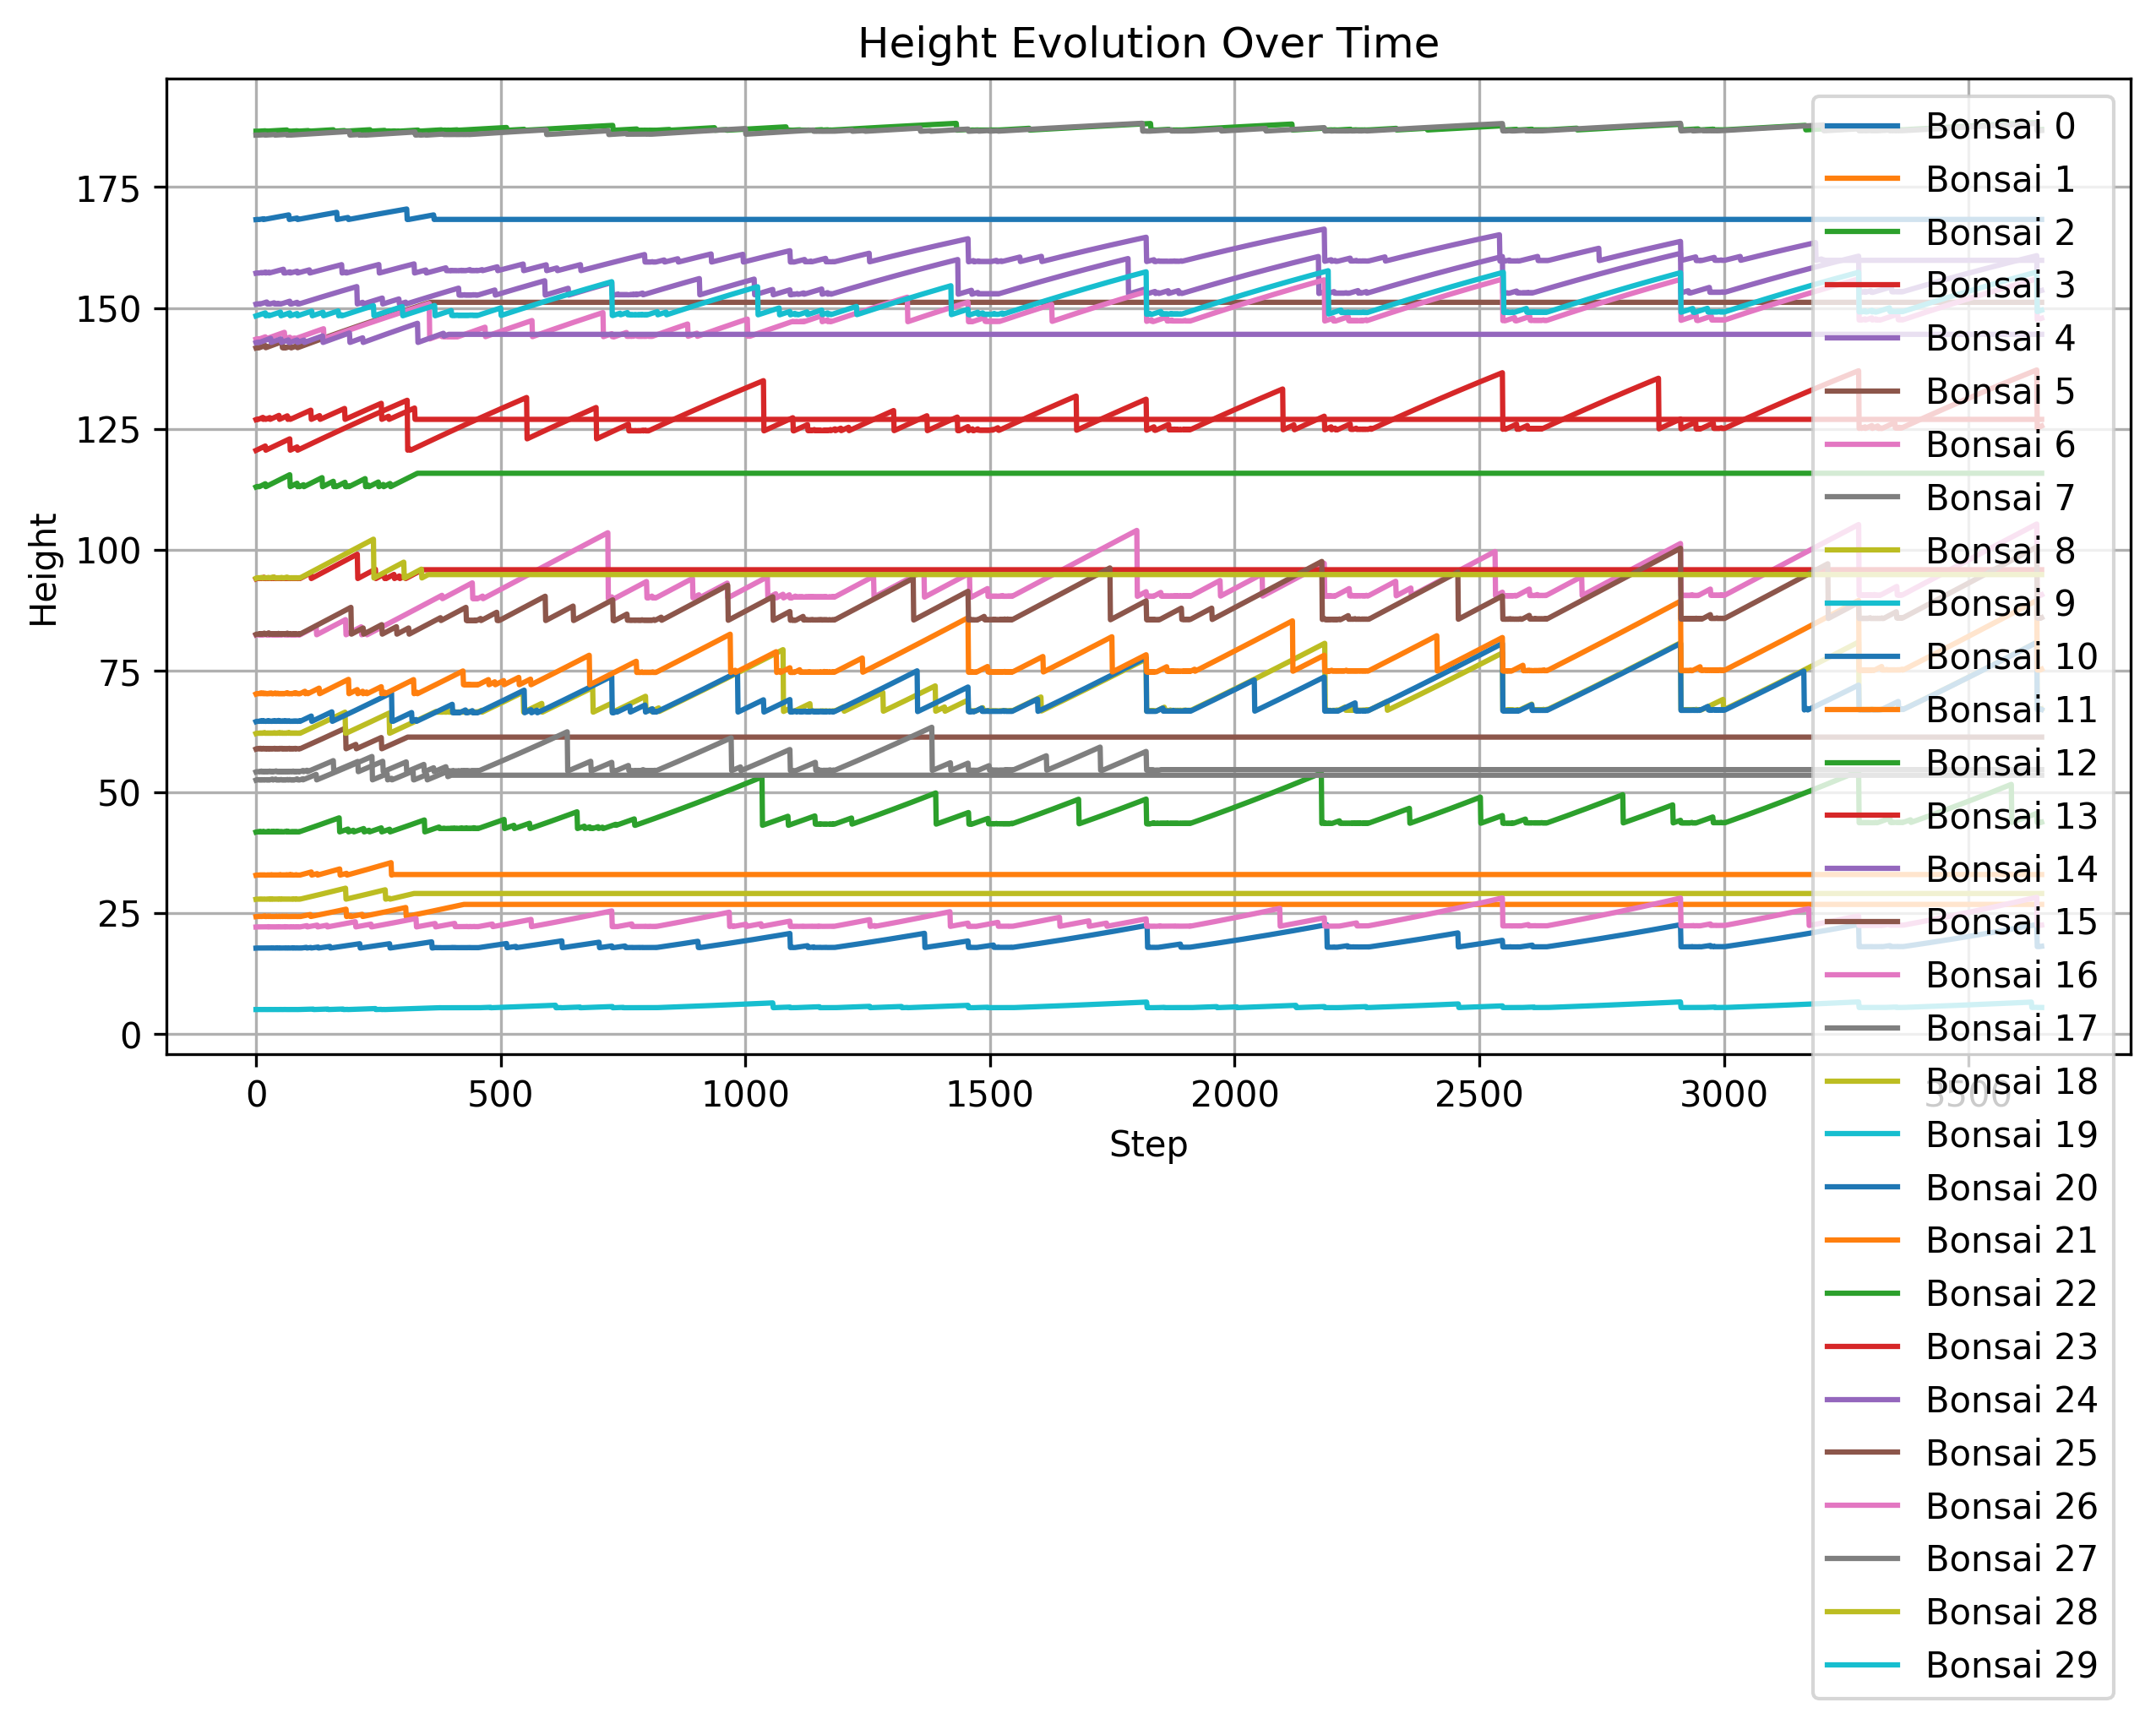 Height Evolution Over Time
Height
175
150
125
100
75
50
25
0
0 500 1000 1500 2000 2500 3000 3500
Step
Bonsai 0
Bonsai 1
Bonsai 2
Bonsai 3
Bonsai 4
Bonsai 5
Bonsai 6
Bonsai 7
Bonsai 8
Bonsai 9
Bonsai 10
Bonsai 11
Bonsai 12
Bonsai 13
Bonsai 14
Bonsai 15
Bonsai 16
Bonsai 17
Bonsai 18
Bonsai 19
Bonsai 20
Bonsai 21
Bonsai 22
Bonsai 23
Bonsai 24
Bonsai 25
Bonsai 26
Bonsai 27
Bonsai 28
Bonsai 29